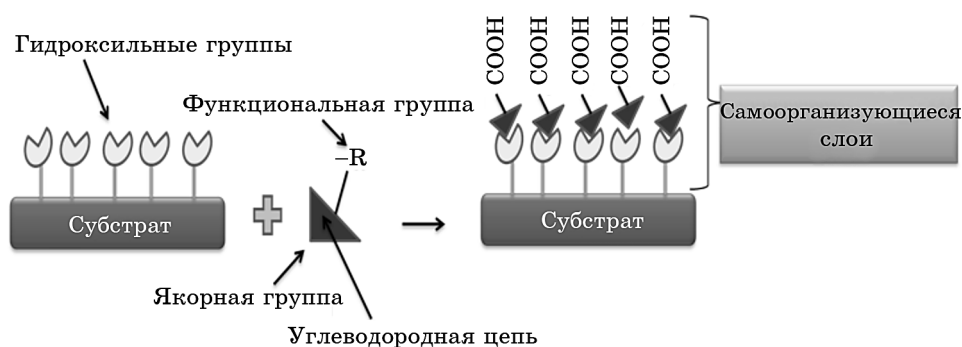 Гидроксильные группы
Функциональная группа
–R
Субстрат
Якорная группа
Углеводородная цепь
COOH
COOH
COOH
COOH
COOH
Субстрат
Самоорганизующиеся
слои